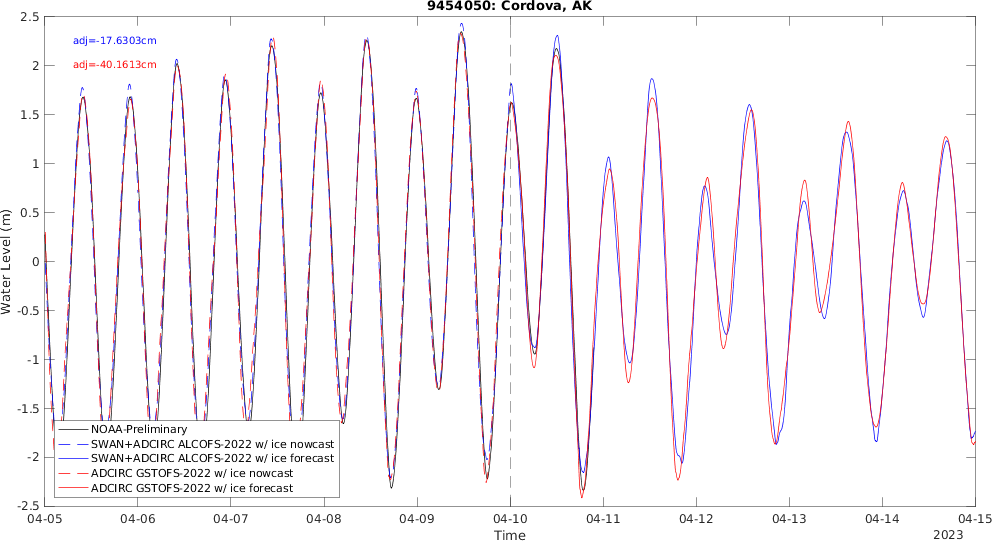 9454050: Cordova, AK
adj=-17.6303cm
adj=-40.1613cm
Water Level (m)
2.5
2
1.5
1
0.5
0
-0.5
-1
-1.5
-2
-2.5
NOAA-Preliminary
SWAN+ADCIRC ALCOFS-2022 w/ ice nowcast
SWAN+ADCIRC ALCOFS-2022 w/ ice forecast
ADCIRC GSTOFS-2022 w/ ice nowcast
ADCIRC GSTOFS-2022 w/ ice forecast
04-05 04-06 04-07 04-08 04-09 04-10 04-11 04-12 04-13 04-14 04-15
Time
2023